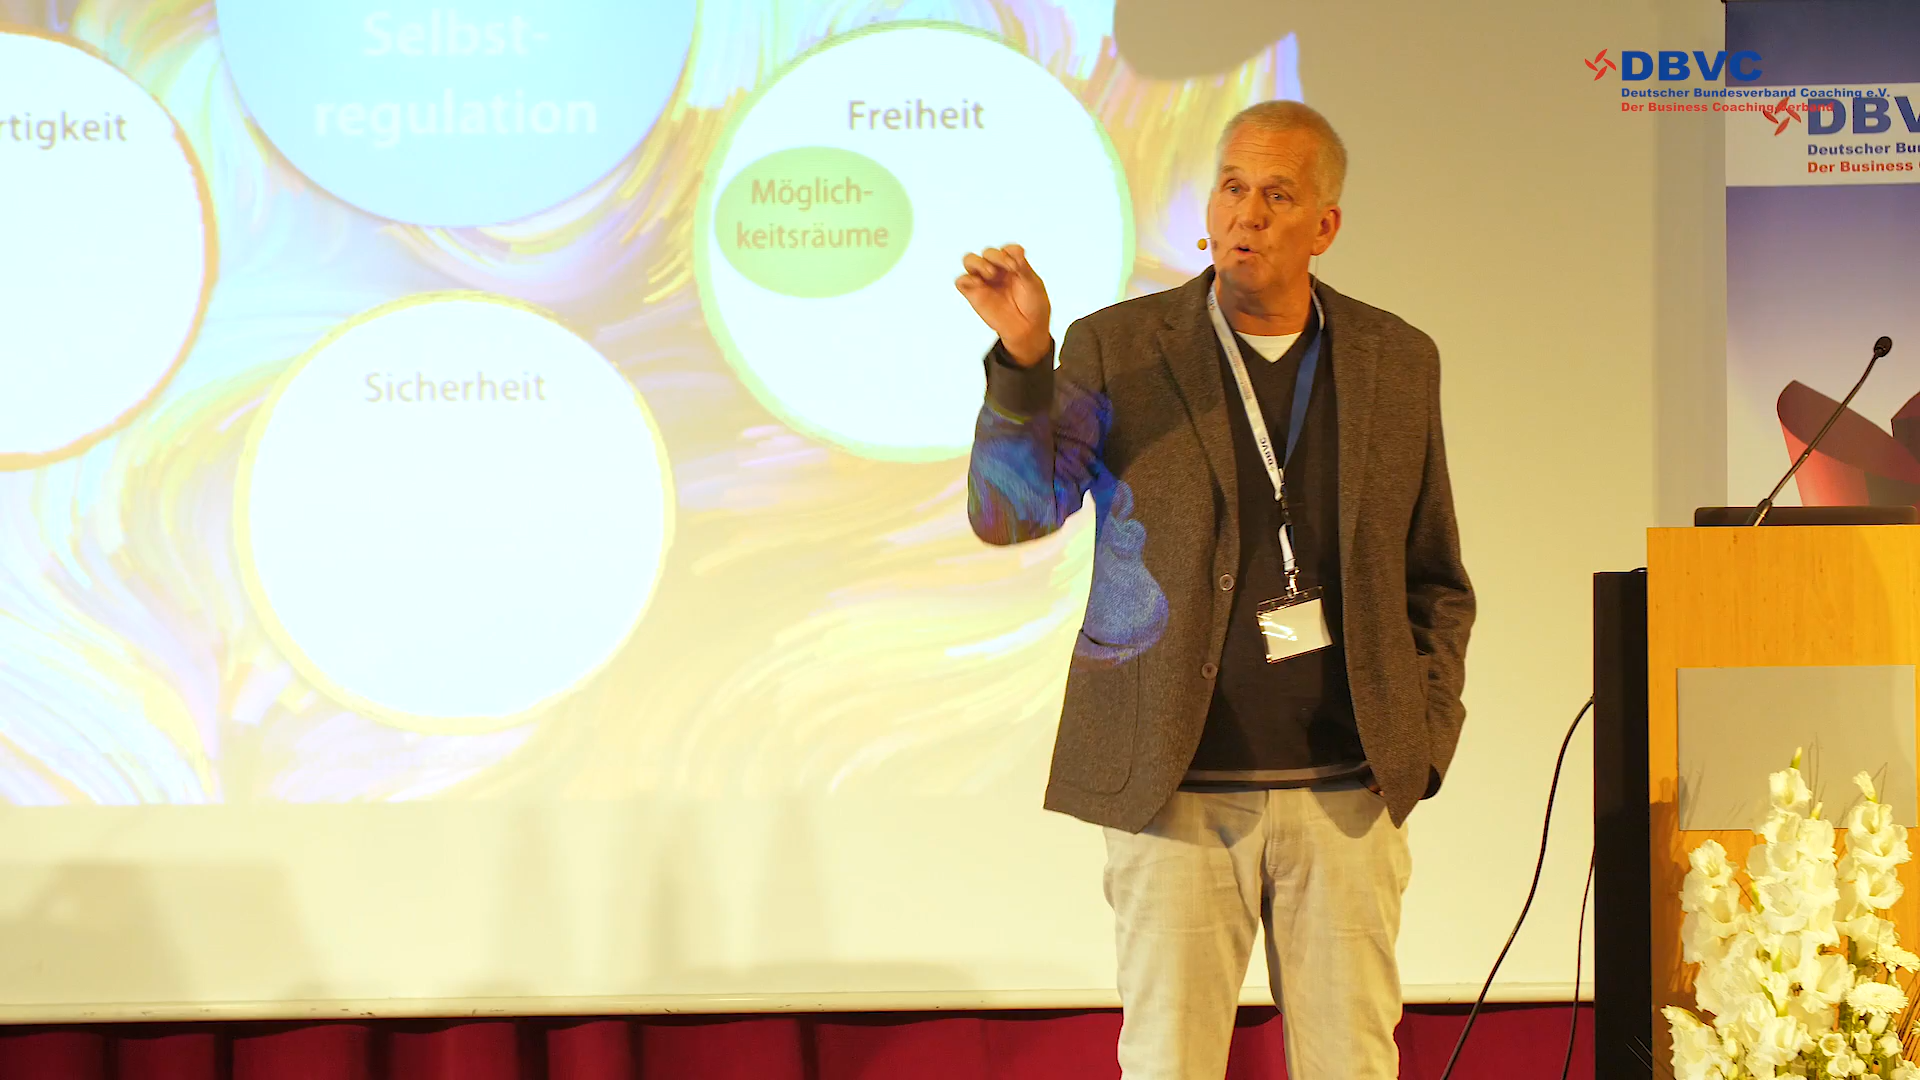 Selbst-
regulation
rtigkeit
Freiheit
Möglich-
keitsräume
Sicherheit
DBVC
Deutscher Bundesverband Coaching e.V.
Der Business Coaching Verband
DBV
Deutscher Bu
Der Business
DBVC